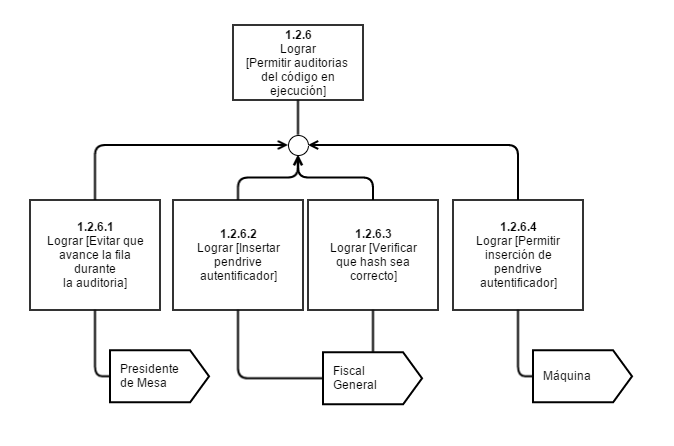 1.2.6
Lograr
[Permitir auditorias
del código en
ejecución]
1.2.6.1
Lograr [Evitar que
avance la fila
durante
la auditoria]
1.2.6.2
Lograr [Insertar
pendrive
autentificador]
1.2.6.3
Lograr [Verificar
que hash sea
correcto]
1.2.6.4
Lograr [Permitir
inserción de
pendrive
autentificador]
Presidente
de Mesa
Fiscal
General
Máquina